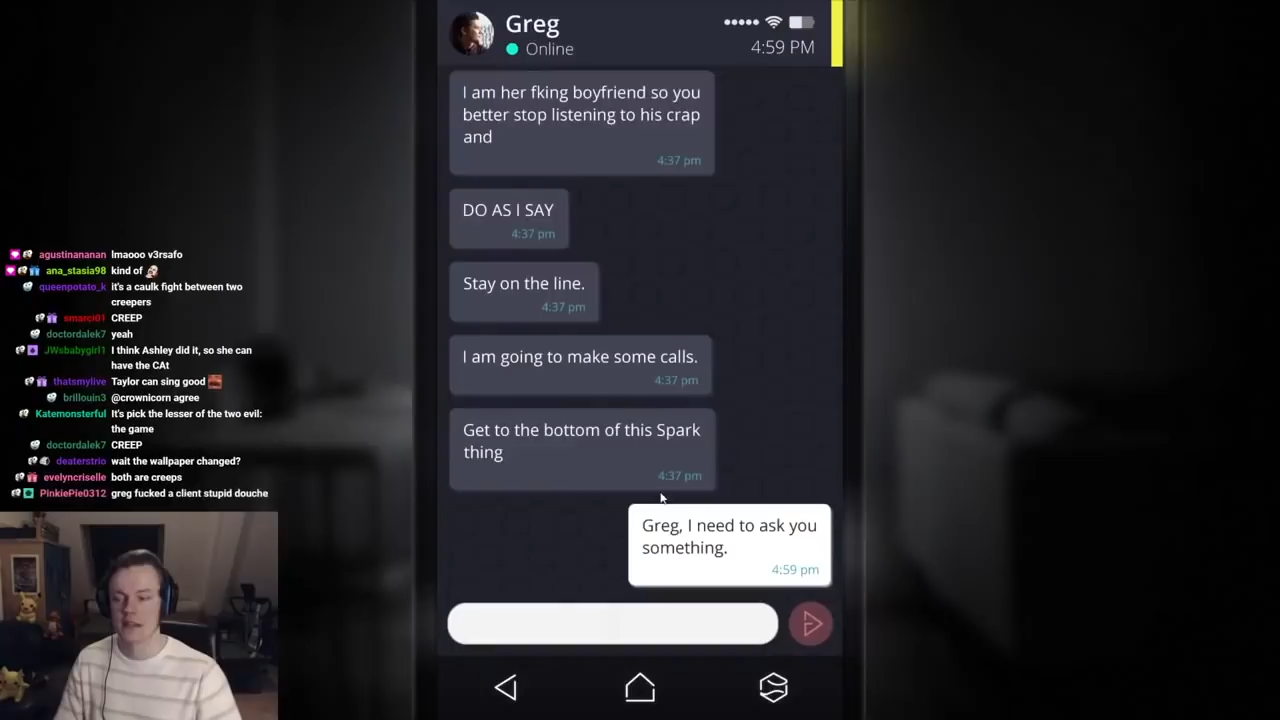 Greg
Online
4:59 PM
I am her fking boyfriend so you
better stop listening to his crap
and
4:37 pm
DO AS I SAY
4:37 pm
Stay on the line.
4:37 pm
I am going to make some calls.
4:37 pm
Get to the bottom of this Spark
thing
4:37 pm
Greg, I need to ask you
something.
4:59 pm
agustinananan lmaooo v3rsafo
ana_stasia98 kind of
queenpotato_k it's a caulk fight between two
creepers
smarci01 CREEP
doctordalek7 yeah
JWsbabygirl1 I think Ashley did it, so she can
have the CAt
thatsmylive Taylor can sing good
brillouin3 @crownicorn agree
Katemonsterful It's pick the lesser of the two evil:
the game
doctordalek7 CREEP
deaterstrio wait the wallpaper changed?
evelyncriselle both are creeps
PinkiePie0312 greg fucked a client stupid douche